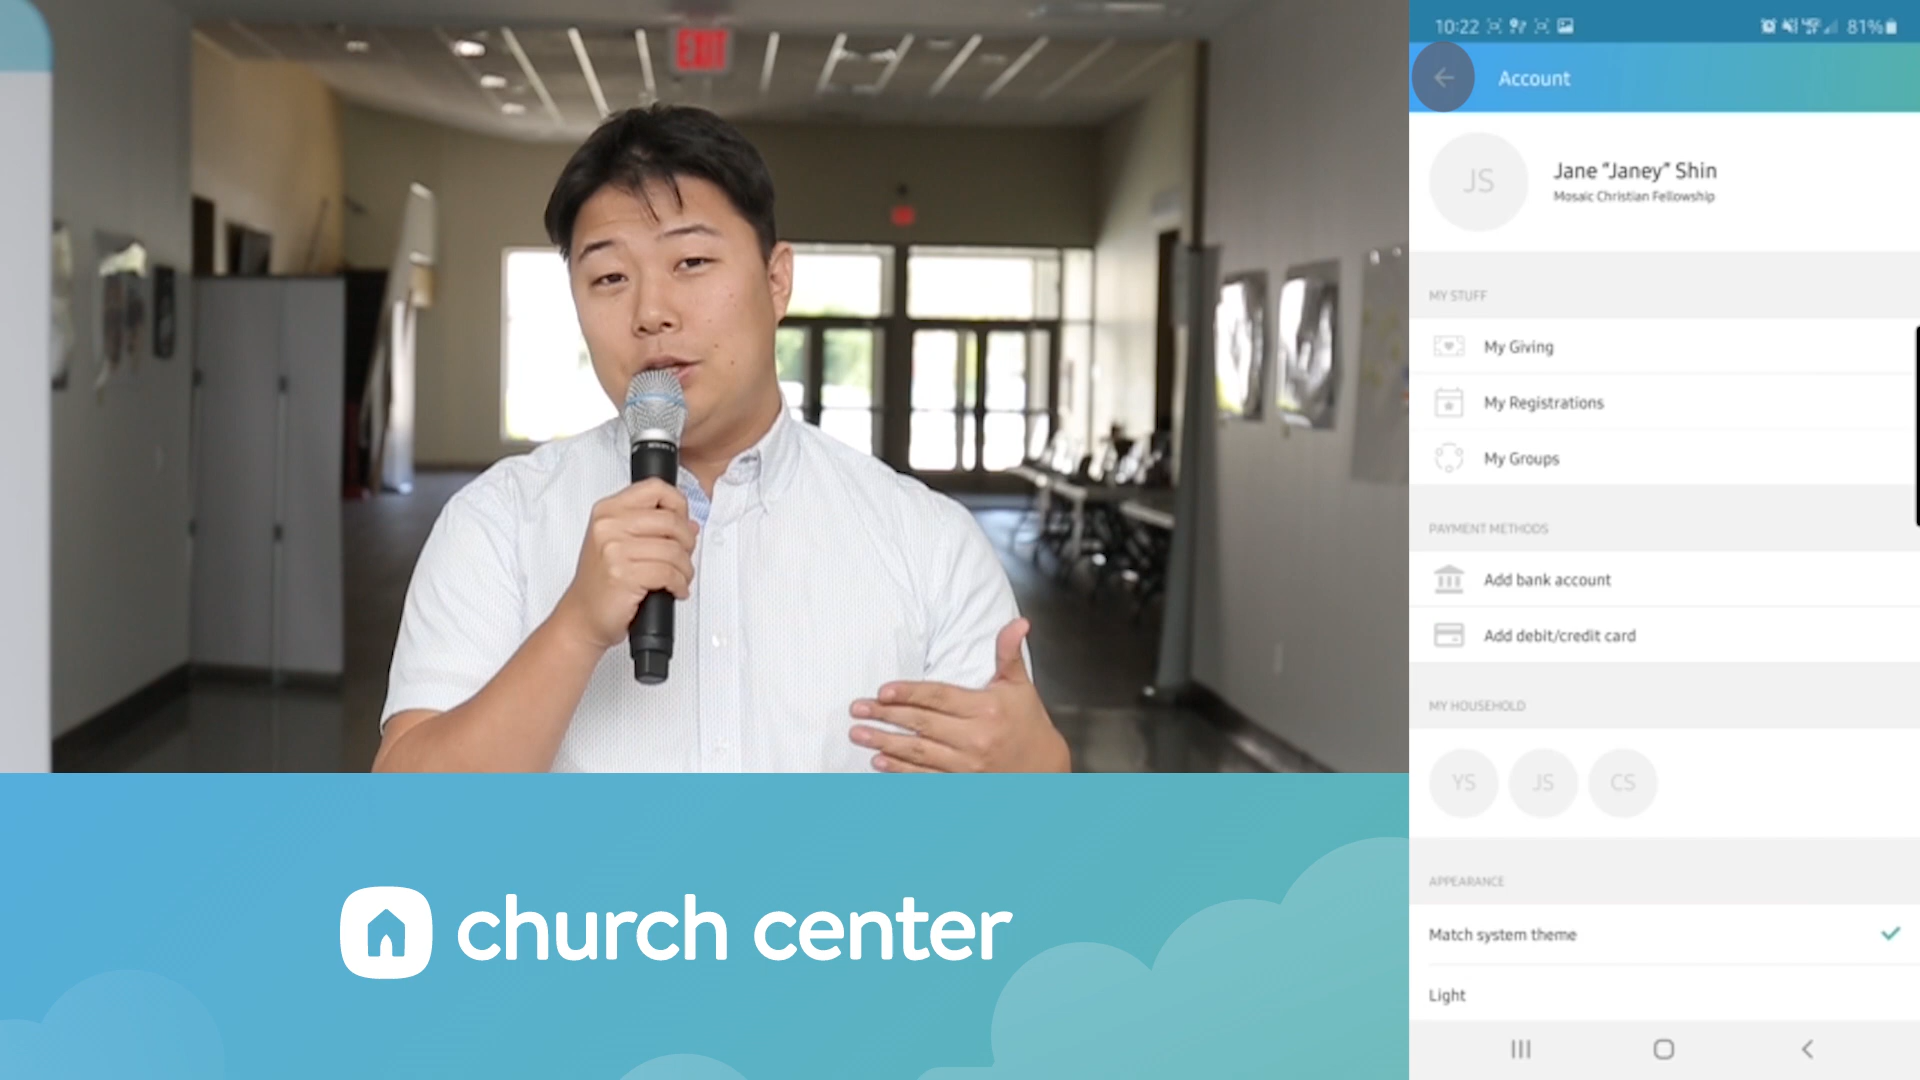 EXIT
church center
10:22
81%
Account
JS
Jane “Janey” Shin
Mosaic Christian Fellowship
MY STUFF
My Giving
My Registrations
My Groups
PAYMENT METHODS
Add bank account
Add debit/credit card
MY HOUSEHOLD
YS JS CS
APPEARANCE
Match system theme
Light